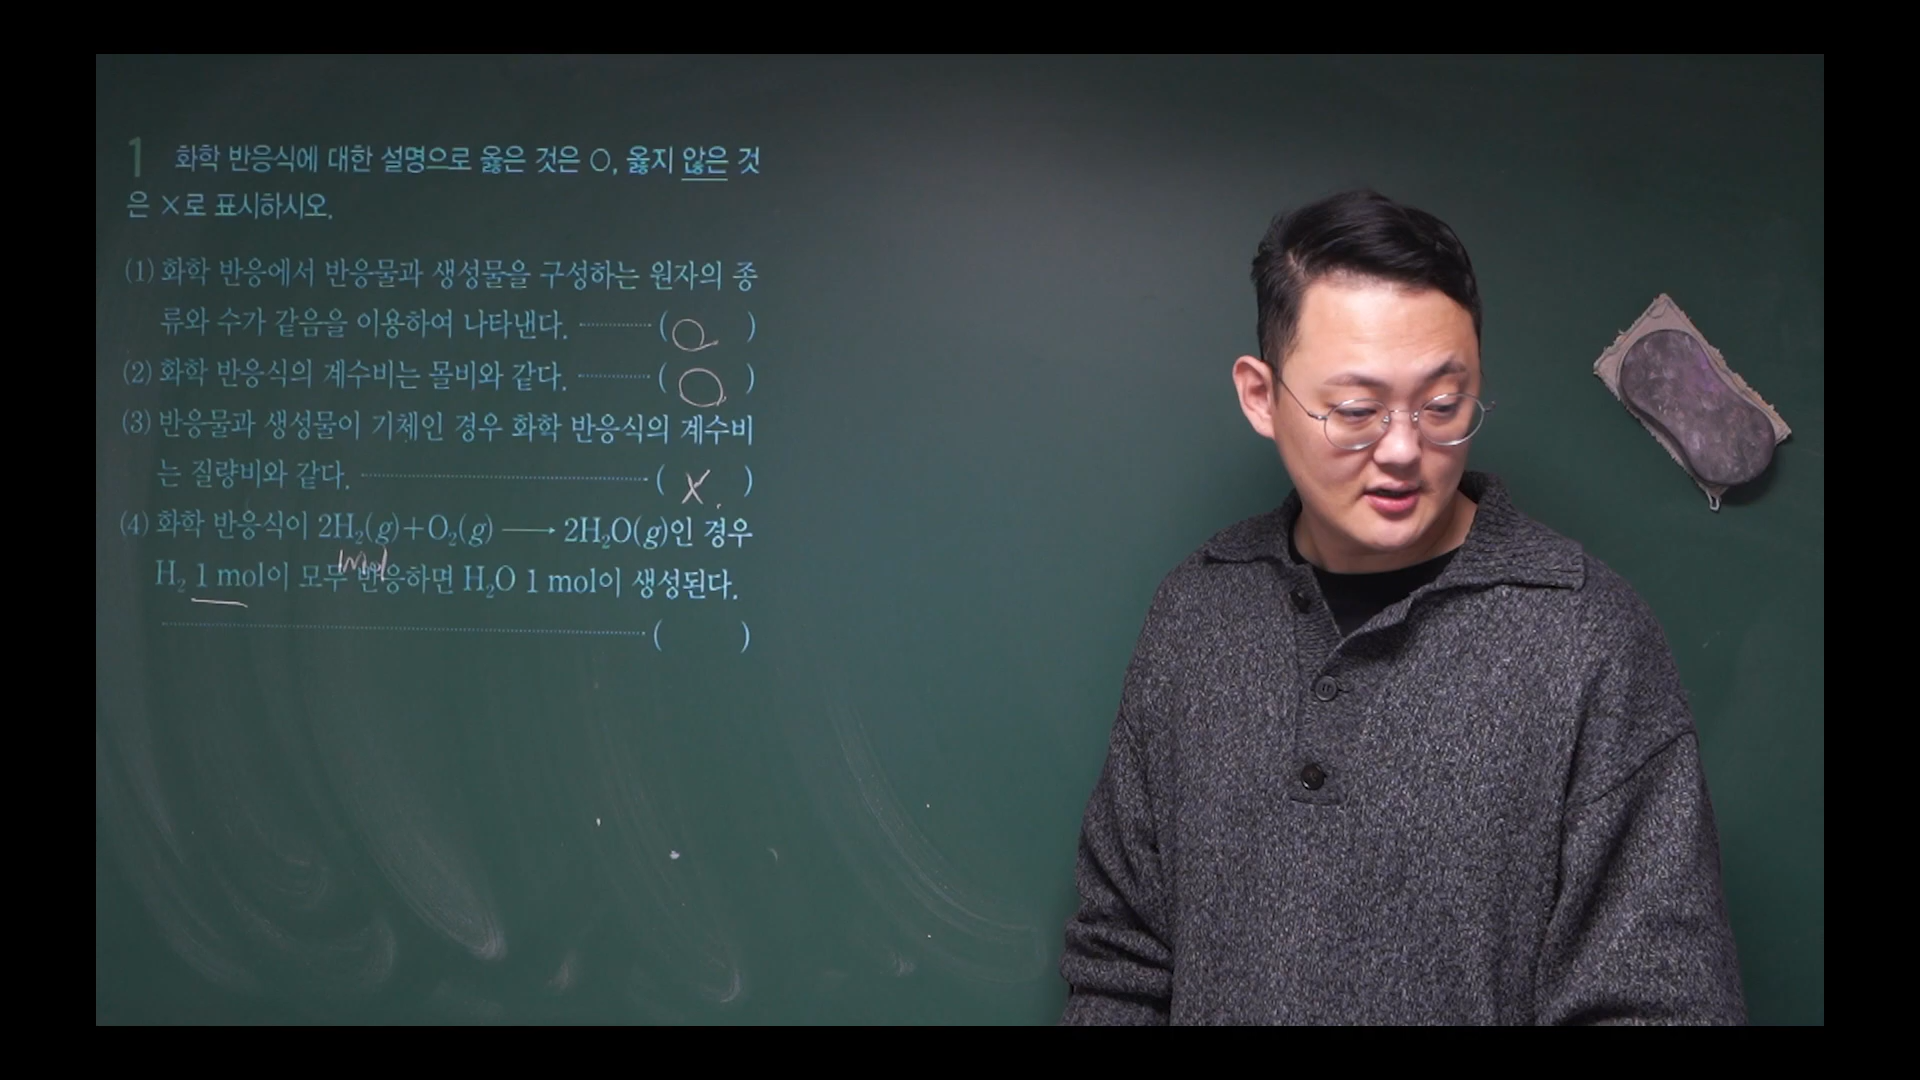 1 화학 반응식에 대한 설명으로 옳은 것은 ○, 옳지 않은 것
은 ×로 표시하시오.
(1) 화학 반응에서 반응물과 생성물을 구성하는 원자의 종
류와 수가 같음을 이용하여 나타낸다. ( ○ )
(2) 화학 반응식의 계수비는 몰비와 같다. ( ○ )
(3) 반응물과 생성물이 기체인 경우 화학 반응식의 계수비
는 질량비와 같다. ( X )
(4) 화학 반응식이 2H₂(g)+O₂(g) ⟶ 2H₂O(g)인 경우
mol
H₂ 1 mol이 모두 반응하면 H₂O 1 mol이 생성된다.
( )